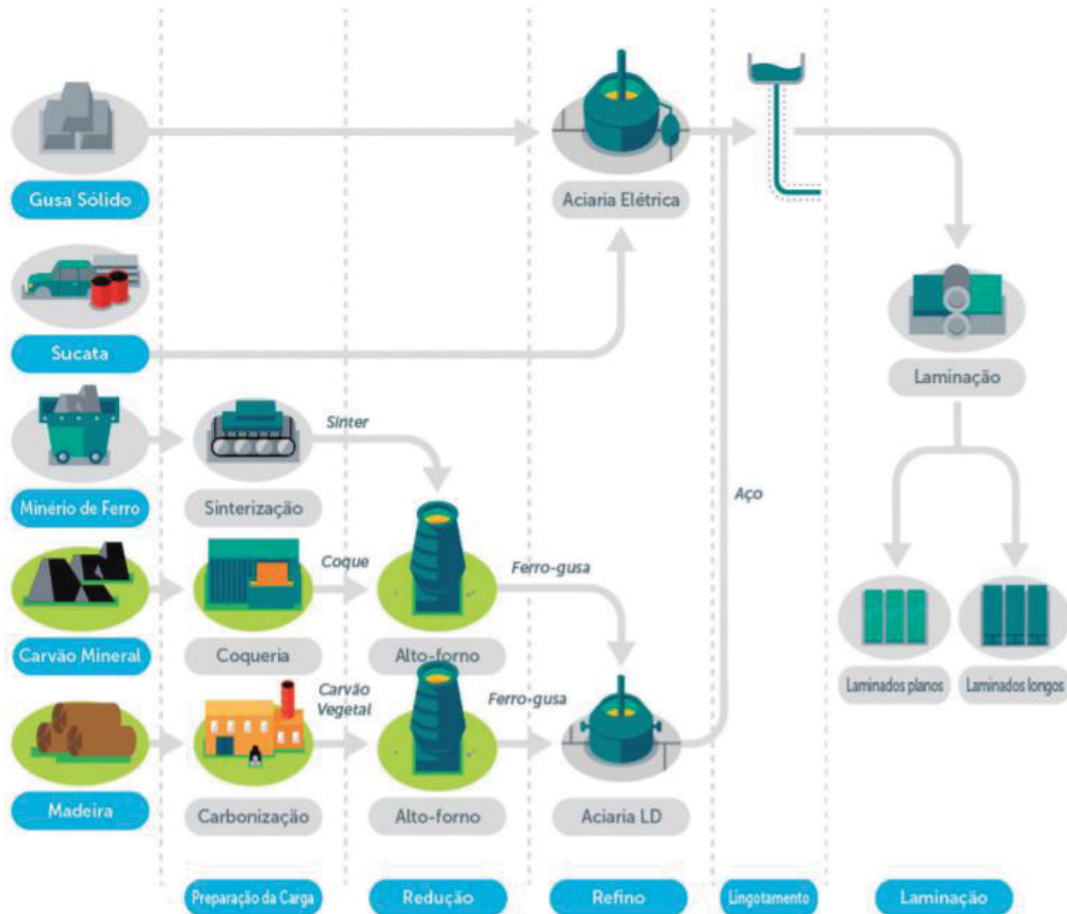 Gusa Sólido
Aciaria Elétrica
Sucata
Laminação
Sinter
Minério de Ferro
Sinterização
Aço
Coque
Ferro-gusa
Carvão Mineral
Coqueria
Alto-forno
Laminados planos
Laminados longos
Carvão
Vegetal
Ferro-gusa
Madeira
Carbonização
Alto-forno
Aciaria LD
Preparação da Carga
Redução
Refino
Lingotamento
Laminação